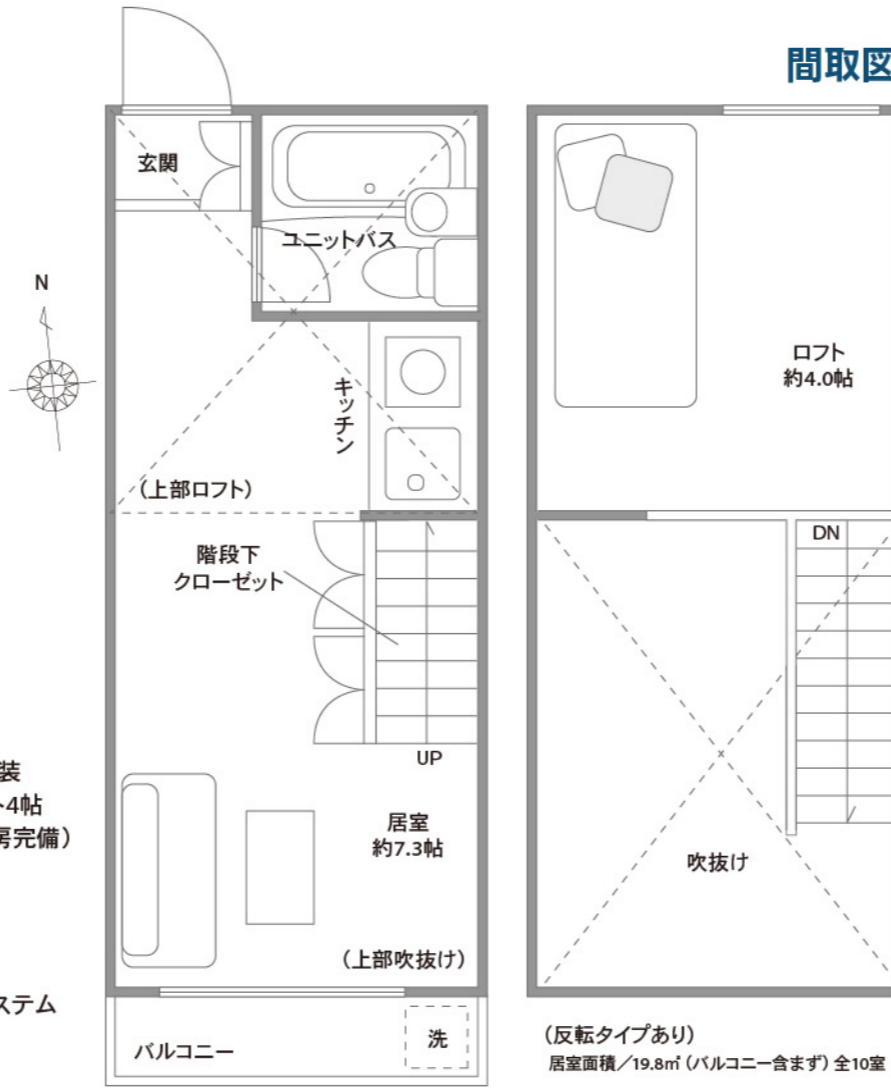 間取図
玄関
ユニットバス
N
キッチン
ロフト
約4.0帖
(上部ロフト)
階段下
クローゼット
DN
UP
装
ト4帖
房完備)
居室
約7.3帖
吹抜け
(上部吹抜け)
ステム
バルコニー
洗
(反転タイプあり)
居室面積/19.8㎡(バルコニー含まず)全10室